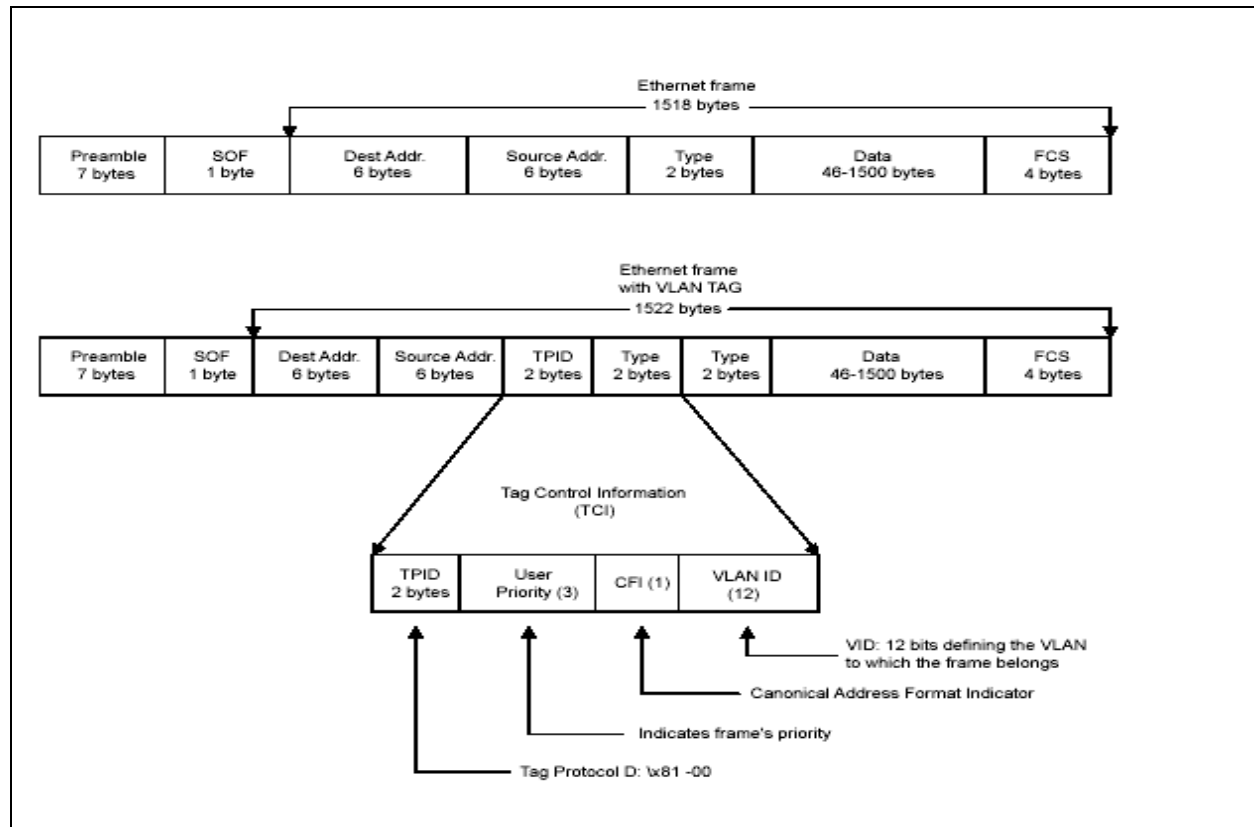 Ethernet frame
1518 bytes
Preamble
7 bytes
SOF
1 byte
Dest Addr.
6 bytes
Source Addr.
6 bytes
Type
2 bytes
Data
46-1500 bytes
FCS
4 bytes
Ethernet frame
with VLAN TAG
1522 bytes
Preamble
7 bytes
SOF
1 byte
Dest Addr.
6 bytes
Source Addr.
6 bytes
TPID
2 bytes
Type
2 bytes
Type
2 bytes
Data
46-1500 bytes
FCS
4 bytes
Tag Control Information
(TCI)
TPID
2 bytes
User
Priority (3)
CFI (1)
VLAN ID
(12)
VID: 12 bits defining the VLAN
to which the frame belongs
Canonical Address Format Indicator
Indicates frame's priority
Tag Protocol D: \x81 -00